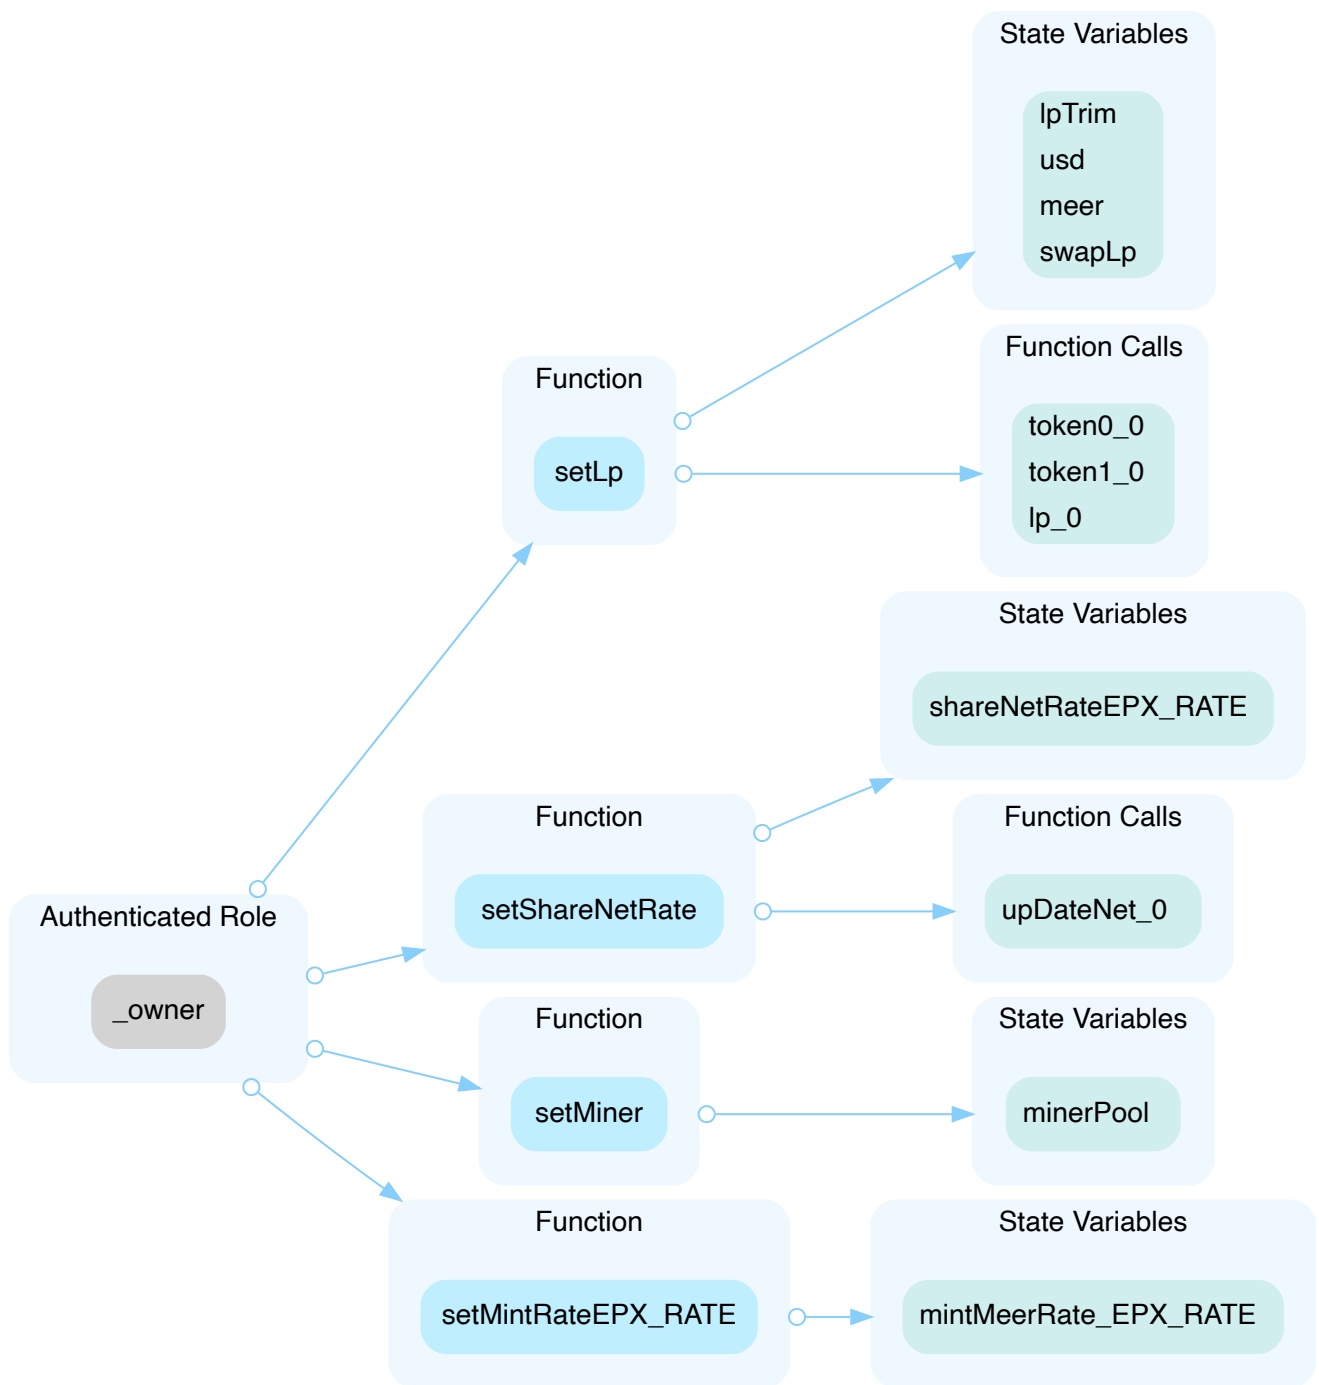 State Variables
lpTrim
usd
meer
swapLp
Function Calls
token0_0
token1_0
lp_0
Function
setLp
State Variables
shareNetRateEPX_RATE
Function
setShareNetRate
Function Calls
upDateNet_0
Authenticated Role
_owner
Function
setMiner
State Variables
minerPool
Function
setMintRateEPX_RATE
State Variables
mintMeerRate_EPX_RATE